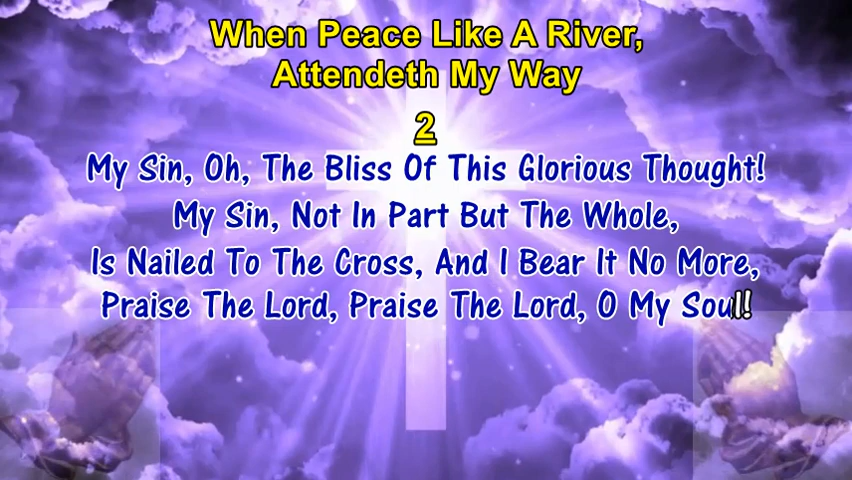 When Peace Like A River,
Attendeth My Way
2
My Sin, Oh, The Bliss Of This Glorious Thought!
My Sin, Not In Part But The Whole,
Is Nailed To The Cross, And I Bear It No More,
Praise The Lord, Praise The Lord, O My Soul!